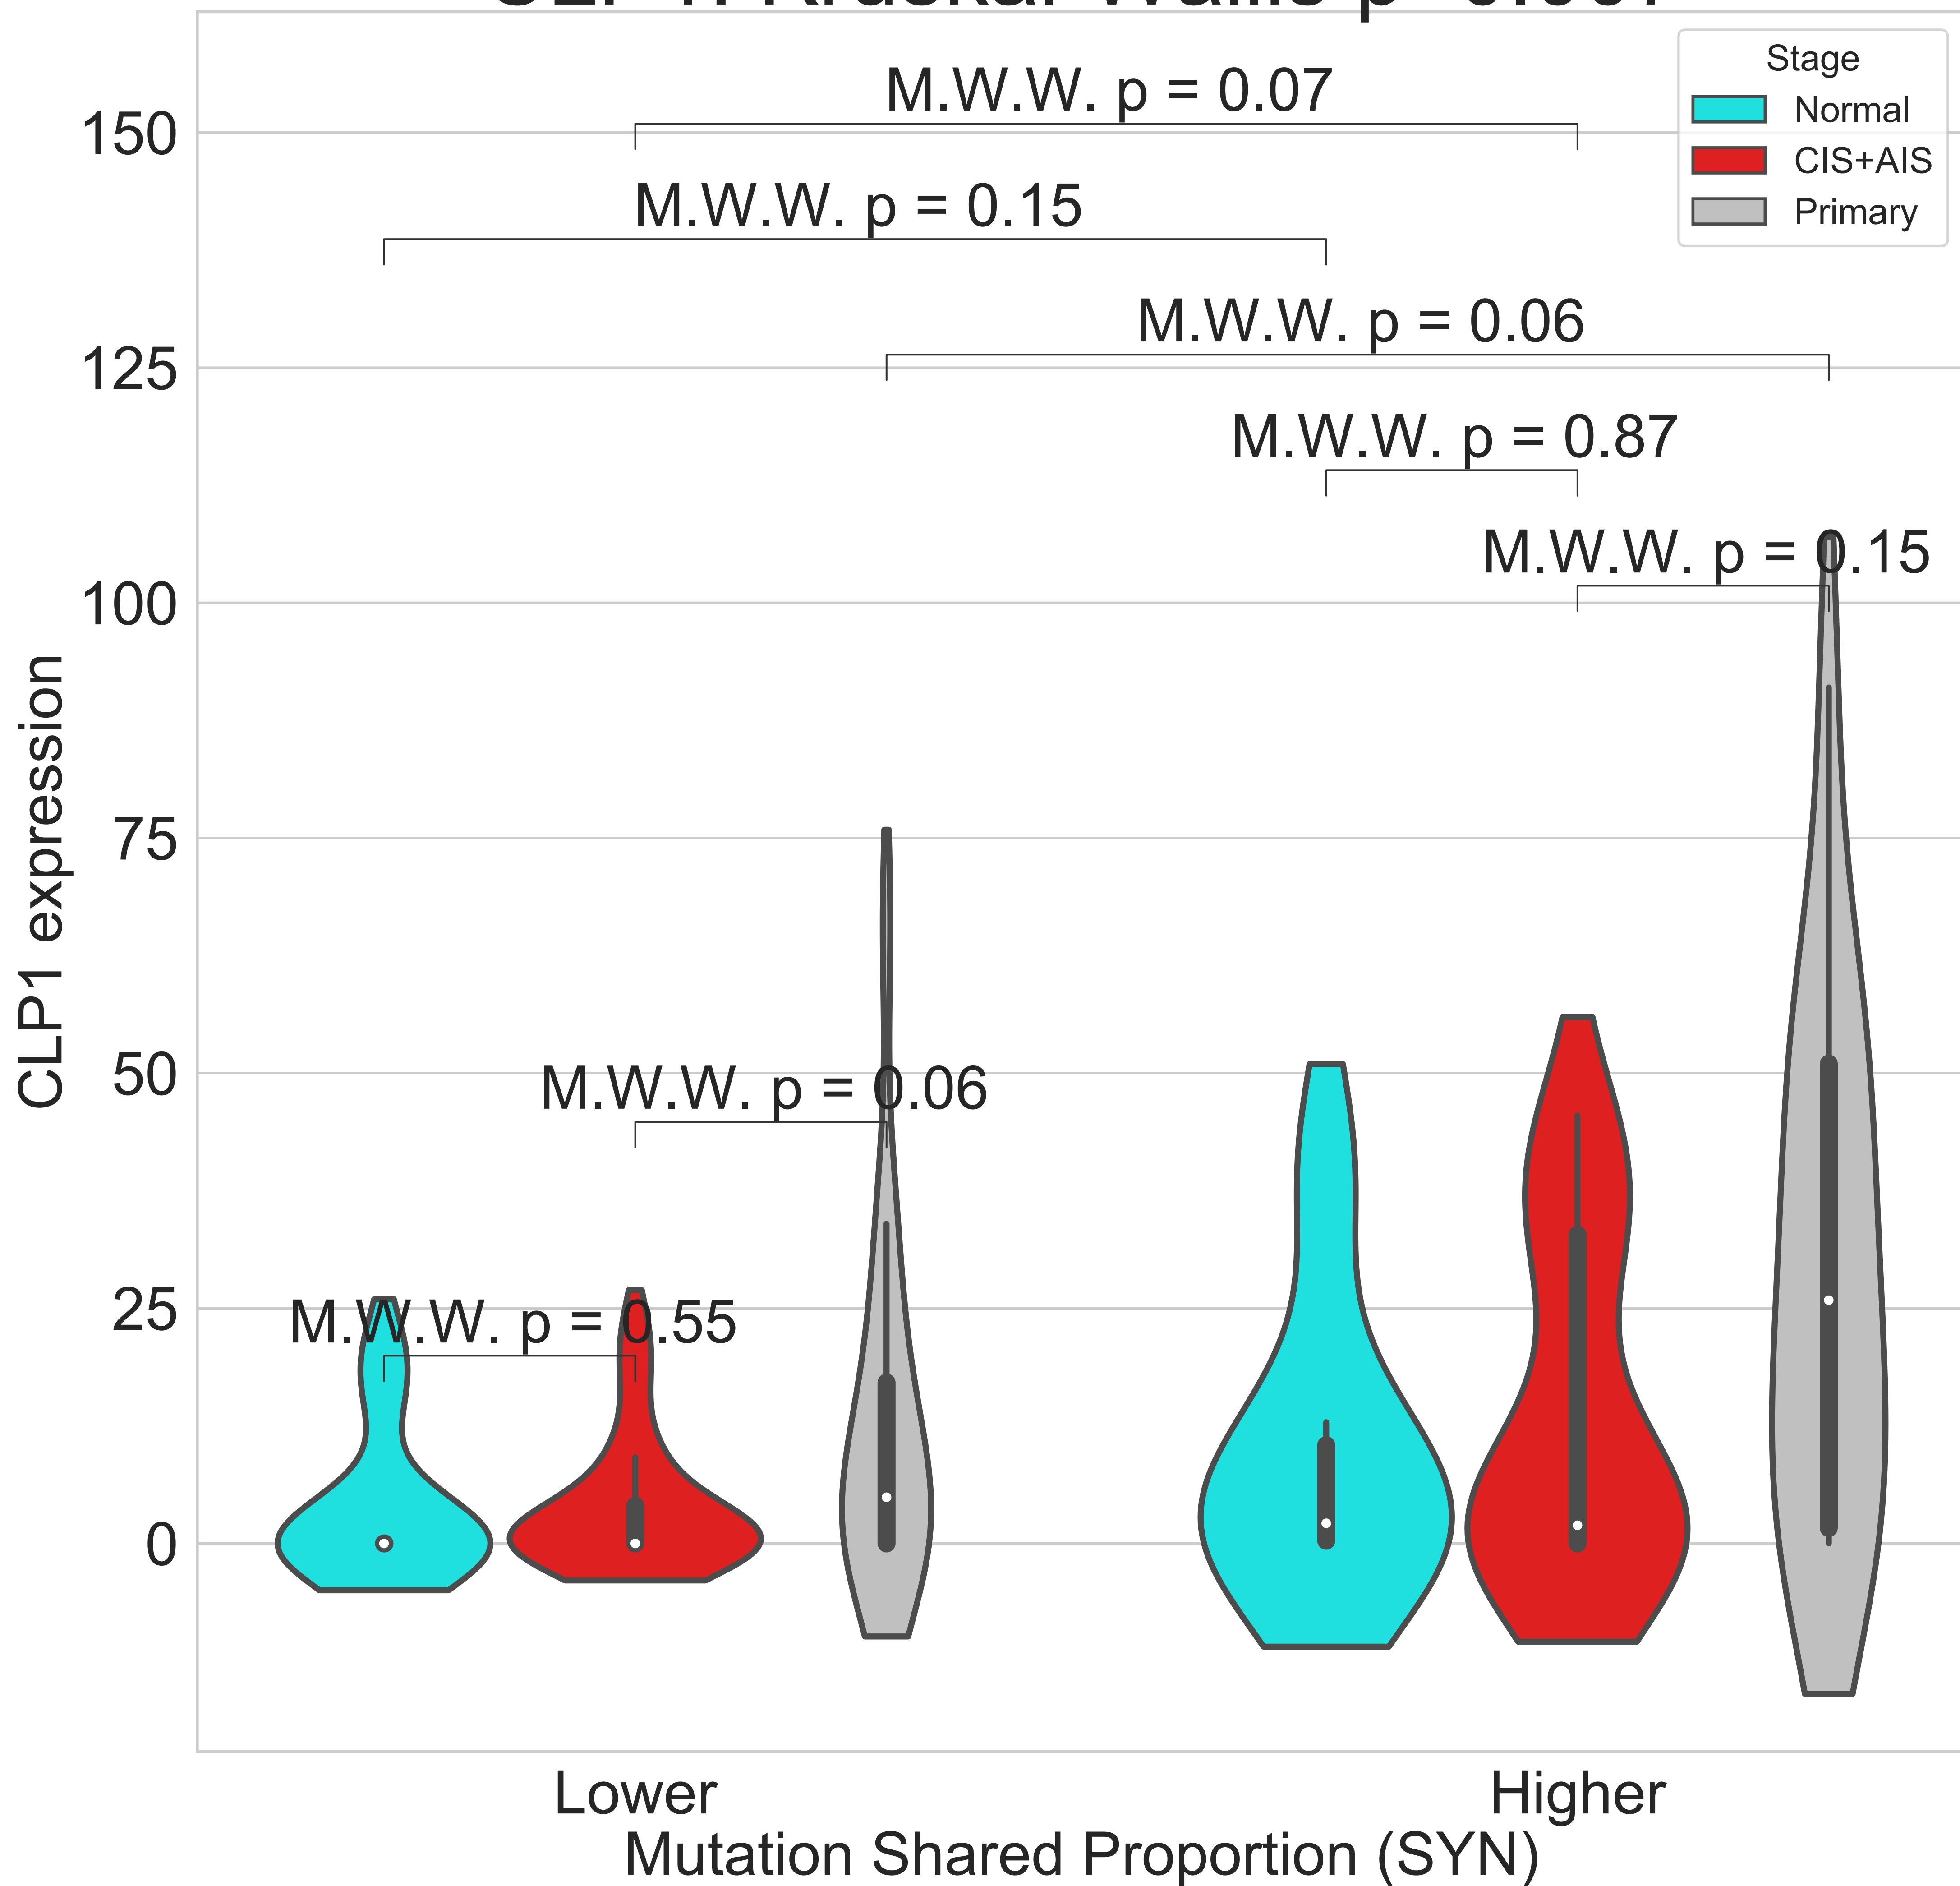 M.W.W. p = 0.07
Stage
Normal
CIS+AIS
Primary
150
M.W.W. p = 0.15
M.W.W. p = 0.06
125
M.W.W. p = 0.87
M.W.W. p = 0.15
100
CLP1 expression
75
50
M.W.W. p = 0.06
25
M.W.W. p = 0.55
0
Lower
Higher
Mutation Shared Proportion (SYN)